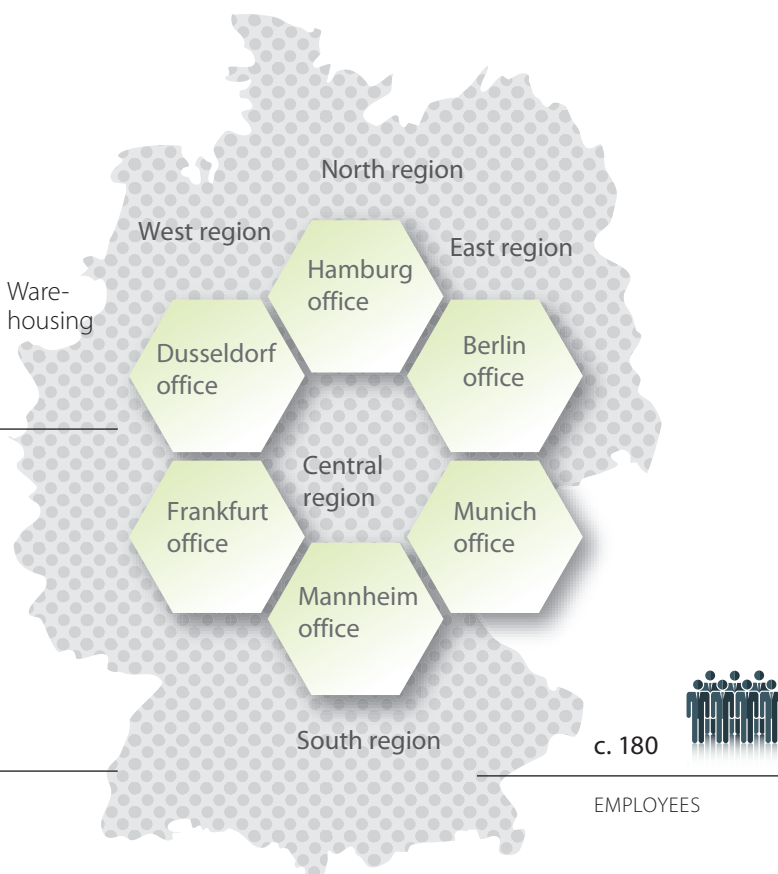 North region
West region
East region
Hamburg
office
Ware-
housing
Dusseldorf
office
Berlin
office
Central
region
Frankfurt
office
Munich
office
Mannheim
office
South region
c. 180
EMPLOYEES